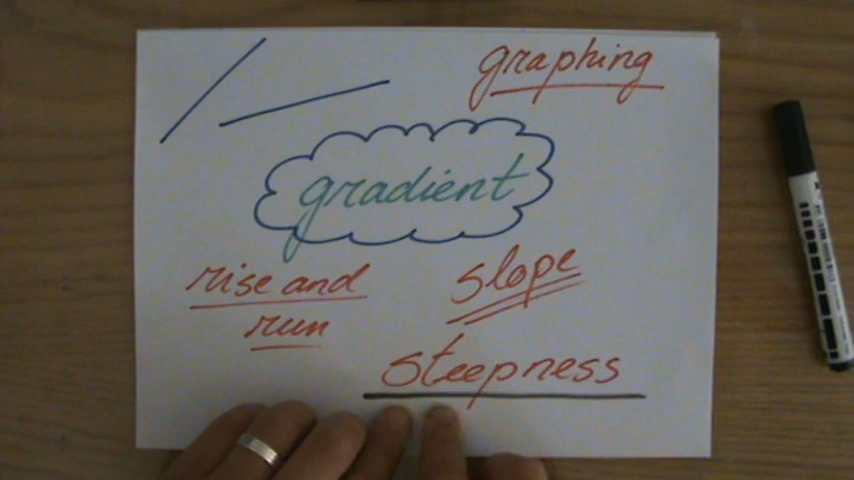 graphing
gradient
rise and
run
slope
steepness